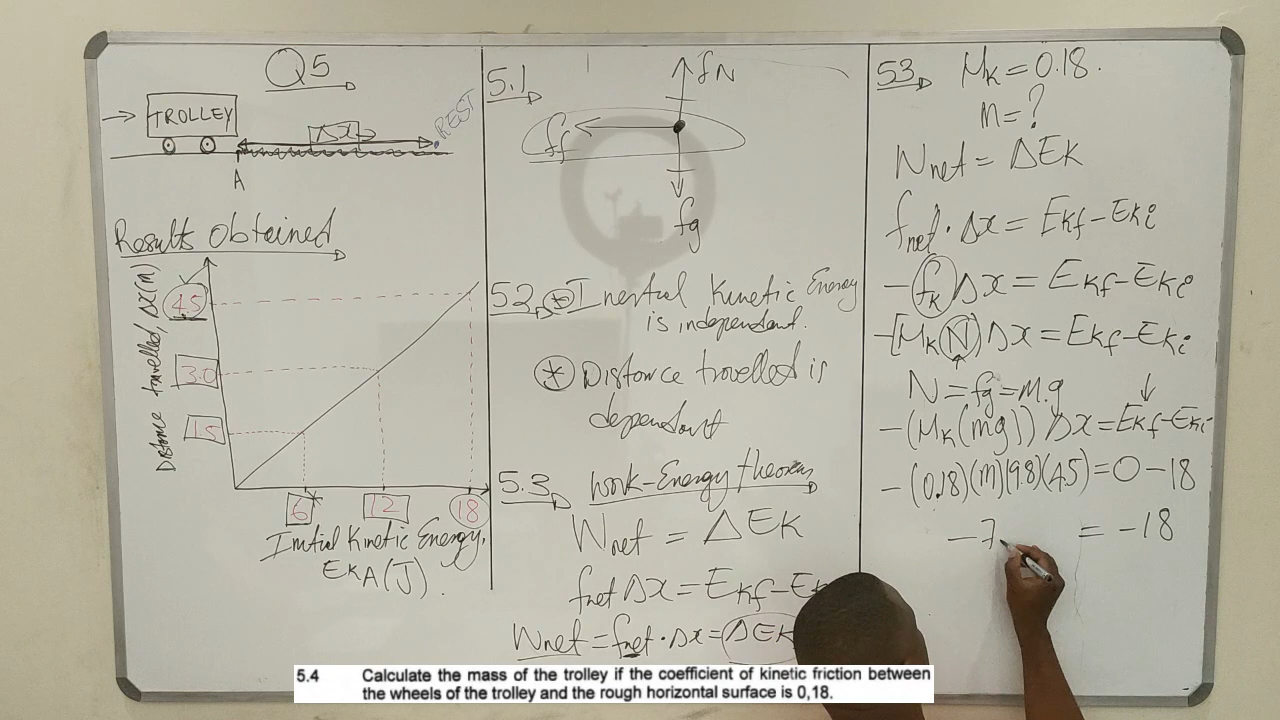 Q5
TROLLEY
Δx
REST
A
Results Obtained
Distance travelled, Δx(m)
4.5
3.0
1.5
6
12
18
Initial Kinetic Energy,
EKA(J).
5.1
fN
ff
fg
5.2 * Inertial Kinetic Energy
is independent.
* Distance travelled is
dependent
5.3 Work-Energy theorem
Wnet = ΔEK
fnet Δx = EKf - EK
Wnet = fnet · Δx = ΔEK
5.3 MK = 0.18.
m = ?
Wnet = ΔEK
fnet · Δx = EKf - EKi
- fK Δx = EKf - EKi
-[MK(N)Δx = EKf - EKi
N = fg = m.g
-(MK(mg)) Δx = EKf - EKi
-(0.18)(m)(9.8)(4.5) = 0 - 18
-7 = -18
5.4 Calculate the mass of the trolley if the coefficient of kinetic friction between
the wheels of the trolley and the rough horizontal surface is 0,18.